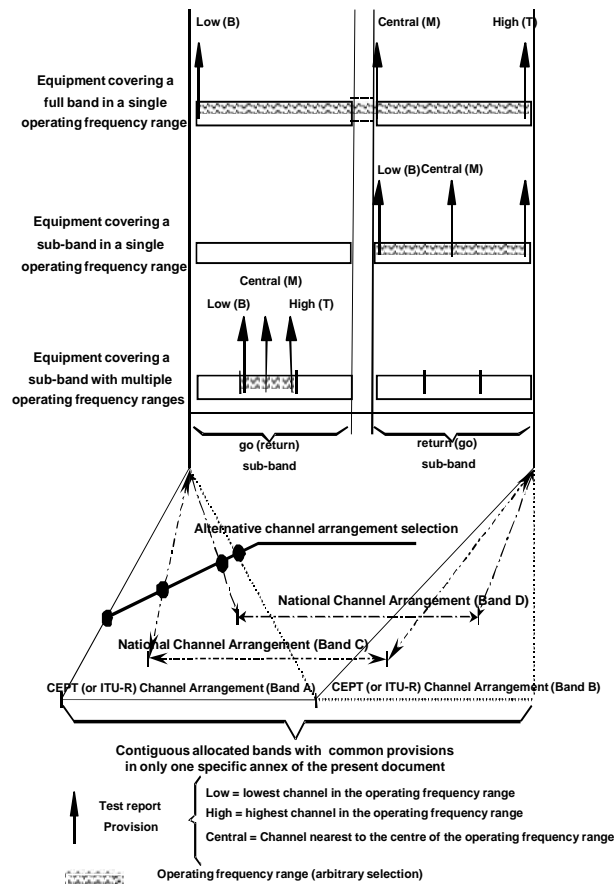 Low (B)
Central (M)
High (T)
Equipment covering a
full band in a single
operating frequency range
Low (B)
Central (M)
Equipment covering a
sub-band in a single
operating frequency range
Central (M)
Low (B)
High (T)
Equipment covering a
sub-band with multiple
operating frequency ranges
go (return)
sub-band
return(go)
sub-band
Alternative channel arrangement selection
National Channel Arrangement (Band D)
National Channel Arrangement (Band C)
CEPT (or ITU-R) Channel Arrangement (Band A)
CEPT (or ITU-R) Channel Arrangement (Band B)
Contiguous allocated bands with common provisions
in only one specific annex of the present document
Test report
Provision
Low = lowest channel in the operating frequency range
High = highest channel in the operating frequency range
Central = Channel nearest to the centre of the operating frequency range
Operating frequency range (arbitrary selection)